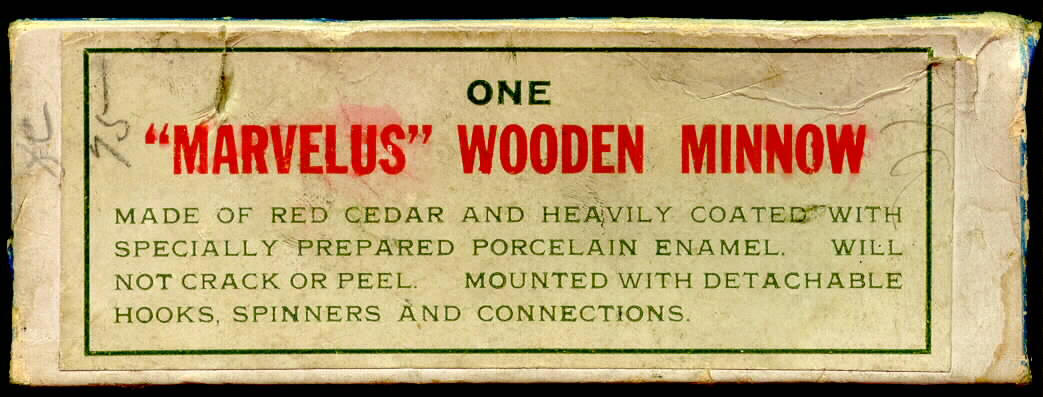 ONE
“MARVELUS” WOODEN MINNOW
MADE OF RED CEDAR AND HEAVILY COATED WITH
SPECIALLY PREPARED PORCELAIN ENAMEL. WILL
NOT CRACK OR PEEL. MOUNTED WITH DETACHABLE
HOOKS, SPINNERS AND CONNECTIONS.
75